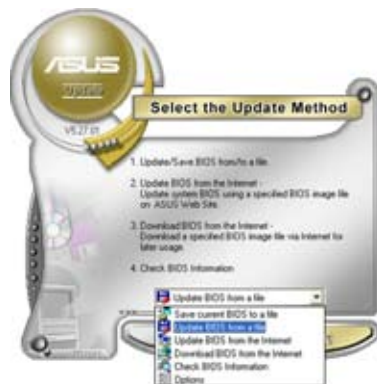 ASUS
Update
V5.27.01
Select the Update Method
1. Update/Save BIOS from/to a file.
2. Update BIOS from the Internet -
Update system BIOS using a specified BIOS image file
on ASUS Web Site.
3. Download BIOS from the Internet -
Download a specified BIOS image file via Internet for
later usage.
4. Check BIOS Information
Update BIOS from a file
Save current BIOS to a file
Update BIOS from a file
Update BIOS from the Internet
Download BIOS from the Internet
Check BIOS Information
Options